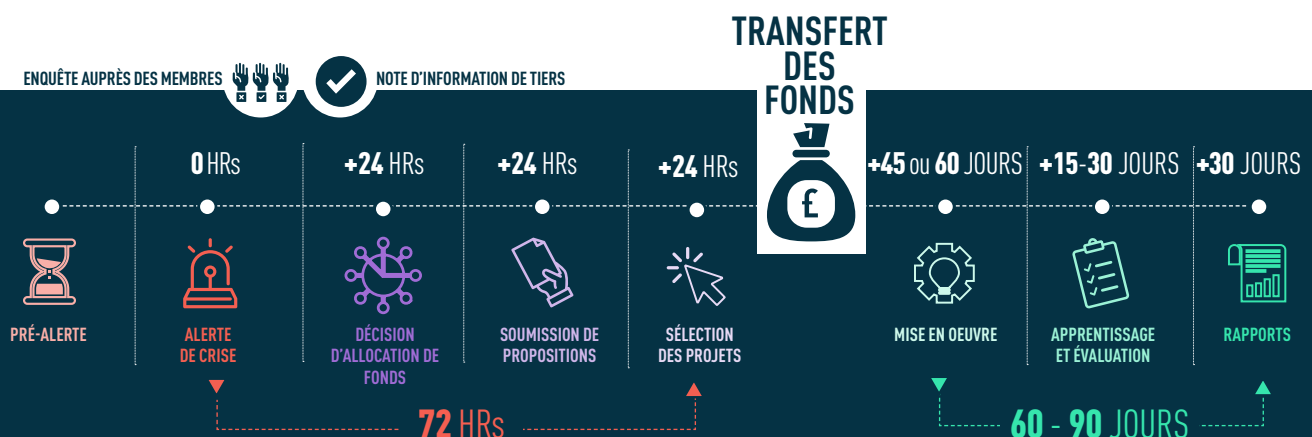 TRANSFERT
DES
FONDS
£
ENQUÊTE AUPRÈS DES MEMBRES
NOTE D'INFORMATION DE TIERS
0 HRs
+24 HRs
+24 HRs
+24 HRs
+45 ou 60 JOURS
+15-30 JOURS
+30 JOURS
PRÉ-ALERTE
ALERTE
DE CRISE
DÉCISION
D'ALLOCATION DE
FONDS
SOUMISSION DE
PROPOSITIONS
SÉLECTION
DES PROJETS
MISE EN OEUVRE
APPRENTISSAGE
ET ÉVALUATION
RAPPORTS
72 HRs
60 - 90 JOURS